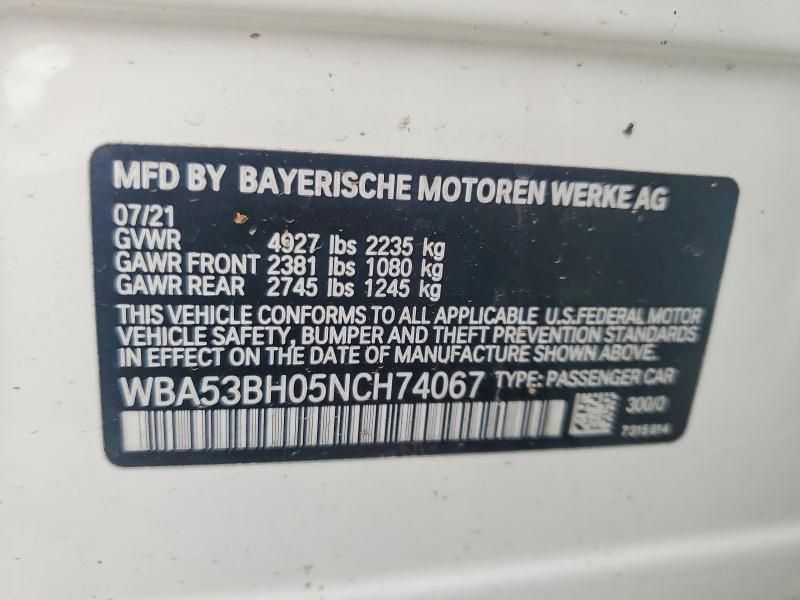 MFD BY BAYERISCHE MOTOREN WERKE AG
07/21
GVWR 4927 lbs 2235 kg
GAWR FRONT 2381 lbs 1080 kg
GAWR REAR 2745 lbs 1245 kg
THIS VEHICLE CONFORMS TO ALL APPLICABLE U.S.FEDERAL MOTOR
VEHICLE SAFETY, BUMPER AND THEFT PREVENTION STANDARDS
IN EFFECT ON THE DATE OF MANUFACTURE SHOWN ABOVE.
WBA53BH05NCH74067 TYPE: PASSENGER CAR
300/0
7316814